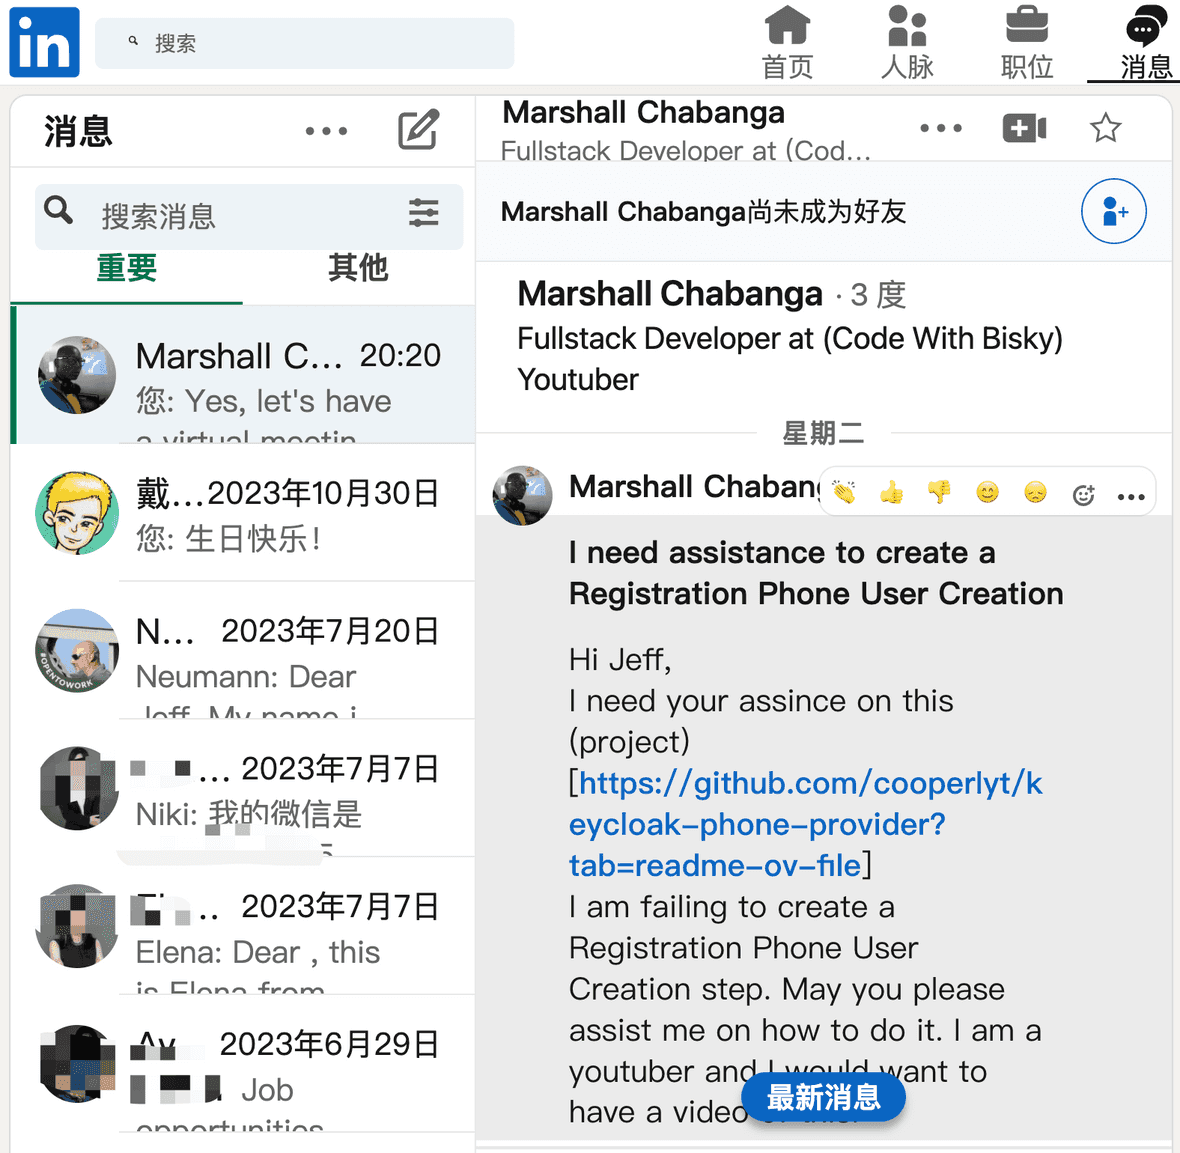 in
搜索
首页
人脉
职位
消息
消息
搜索消息
重要
其他
Marshall C... 20:20
您: Yes, let's have
a virtual meetin
戴...2023年10月30日
您: 生日快乐!
N... 2023年7月20日
Neumann: Dear
Jeff, My name i
... 2023年7月7日
Niki: 我的微信是
.. 2023年7月7日
Elena: Dear , this
is Elena from
2023年6月29日
Job
opportunities
Marshall Chabanga
Fullstack Developer at (Cod...
Marshall Chabanga尚未成为好友
Marshall Chabanga · 3 度
Fullstack Developer at (Code With Bisky)
Youtuber
星期二
Marshall Chabang
I need assistance to create a
Registration Phone User Creation
Hi Jeff,
I need your assince on this
(project)
[https://github.com/cooperlyt/k
eycloak-phone-provider?
tab=readme-ov-file]
I am failing to create a
Registration Phone User
Creation step. May you please
assist me on how to do it. I am a
youtuber and I would want to
have a video of this.
最新消息